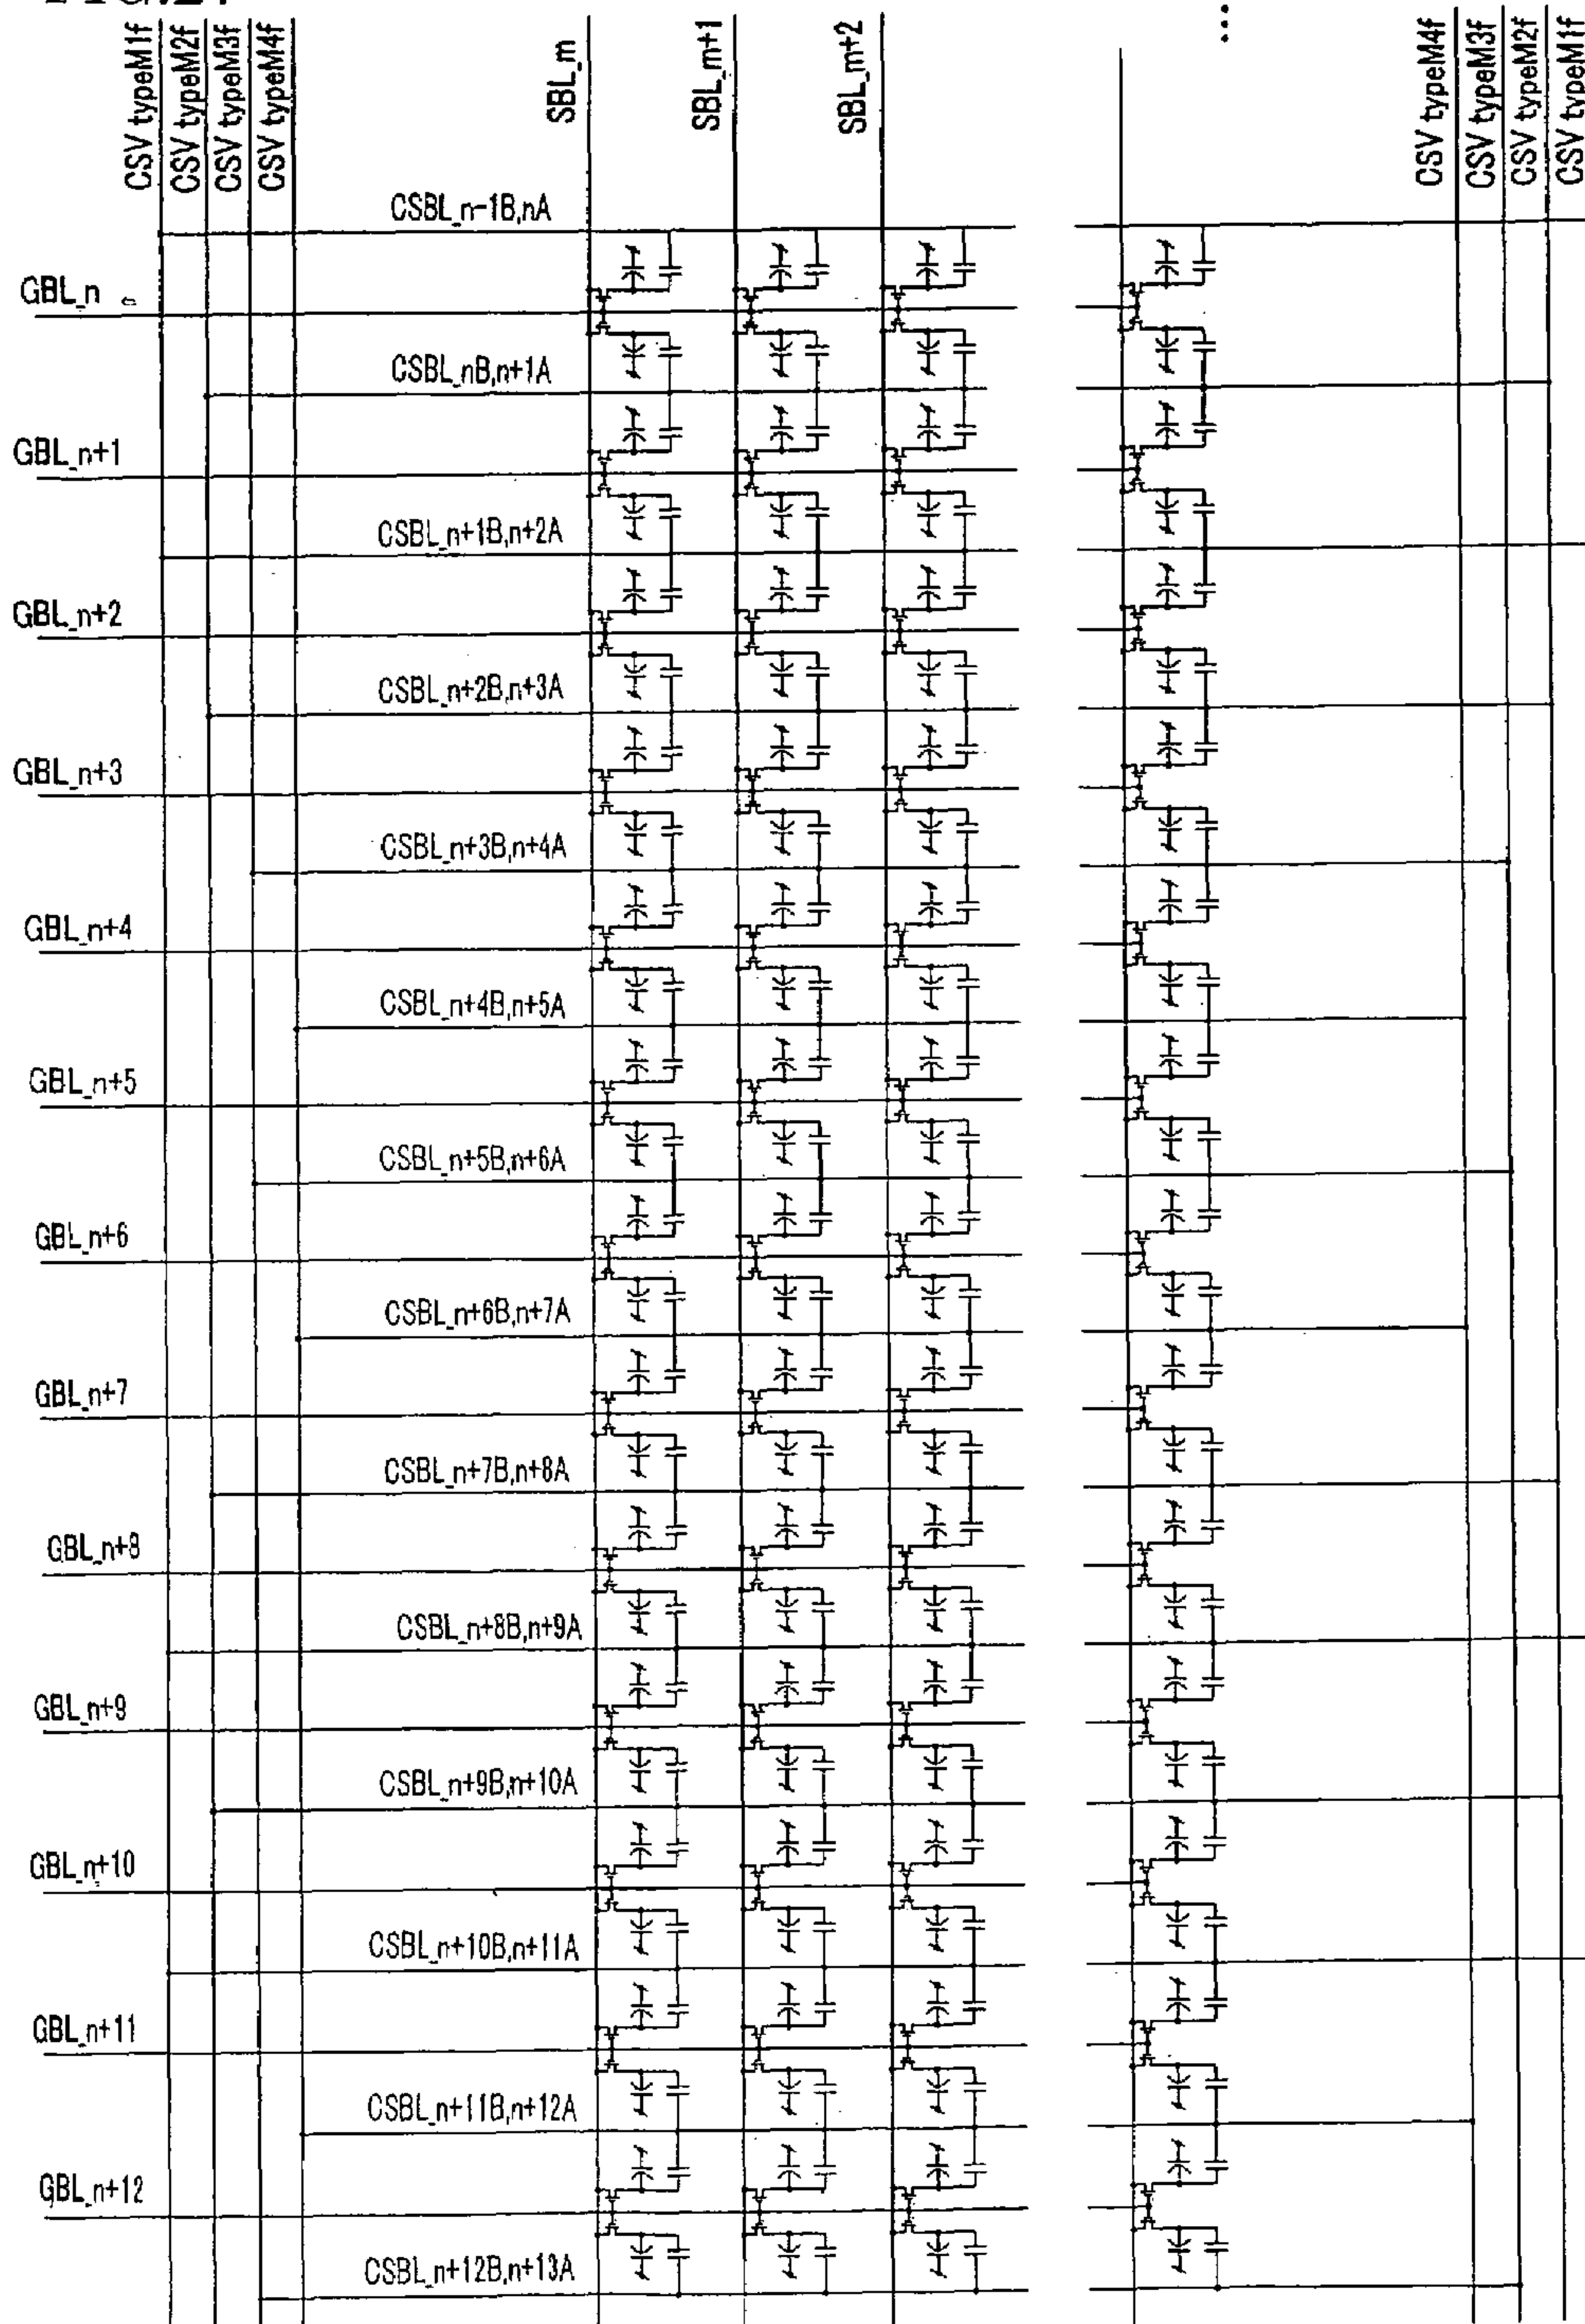 CSV typeM1f
CSV typeM2f
CSV typeM3f
CSV typeM4f
SBL_m
SBL_m+1
SBL_m+2
...
CSV typeM4f
CSV typeM3f
CSV typeM2f
CSV typeM1f
CSBL_n-1B,nA
GBL_n
CSBL_nB,n+1A
GBL_n+1
CSBL_n+1B,n+2A
GBL_n+2
CSBL_n+2B,n+3A
GBL_n+3
CSBL_n+3B,n+4A
GBL_n+4
CSBL_n+4B,n+5A
GBL_n+5
CSBL_n+5B,n+6A
GBL_n+6
CSBL_n+6B,n+7A
GBL_n+7
CSBL_n+7B,n+8A
GBL_n+8
CSBL_n+8B,n+9A
GBL_n+9
CSBL_n+9B,n+10A
GBL_n+10
CSBL_n+10B,n+11A
GBL_n+11
CSBL_n+11B,n+12A
GBL_n+12
CSBL_n+12B,n+13A